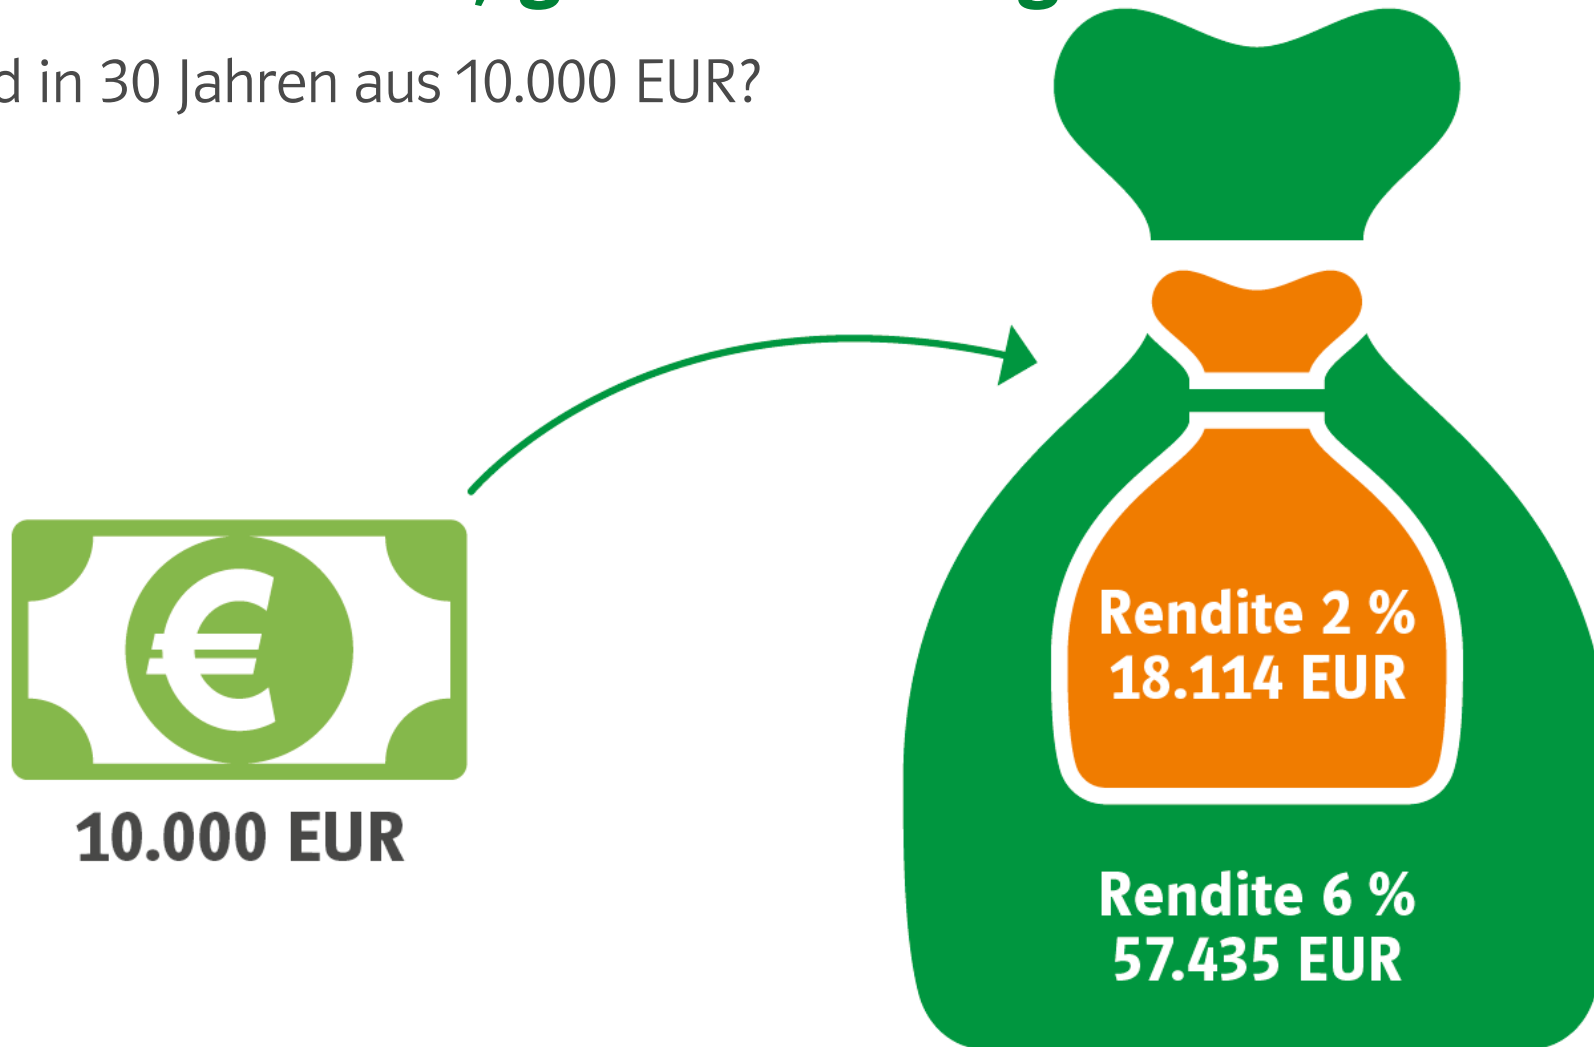 in 30 Jahren aus 10.000 EUR?
€
10.000 EUR
Rendite 2 %
18.114 EUR
Rendite 6 %
57.435 EUR